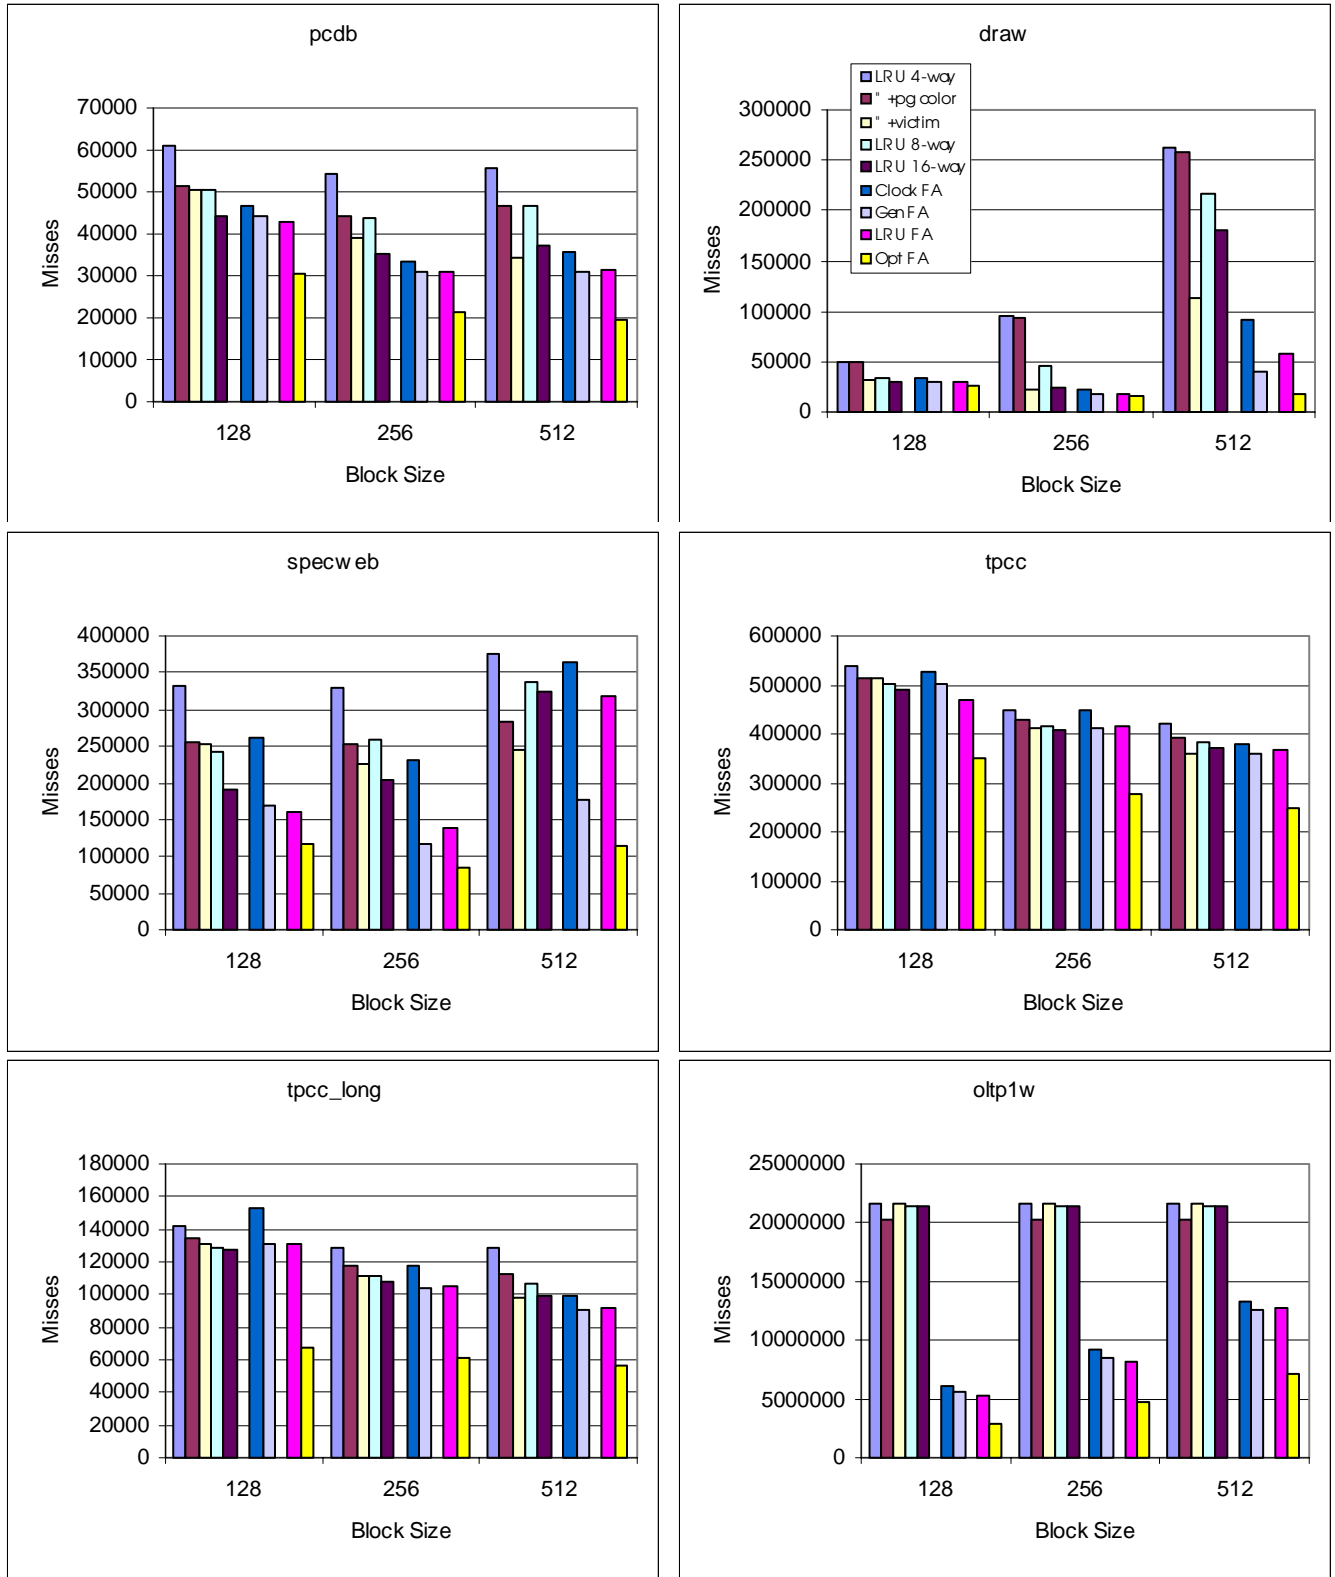 pcdb
70000
60000
50000
40000
30000
20000
10000
0
Misses
128 256 512
Block Size
draw
LRU 4-way
" +pg color
" +victim
LRU 8-way
LRU 16-way
Clock FA
Gen FA
LRU FA
Opt FA
300000
250000
200000
150000
100000
50000
0
Misses
128 256 512
Block Size
specweb
400000
350000
300000
250000
200000
150000
100000
50000
0
Misses
128 256 512
Block Size
tpcc
600000
500000
400000
300000
200000
100000
0
Misses
128 256 512
Block Size
tpcc_long
180000
160000
140000
120000
100000
80000
60000
40000
20000
0
Misses
128 256 512
Block Size
oltp1w
25000000
20000000
15000000
10000000
5000000
0
Misses
128 256 512
Block Size